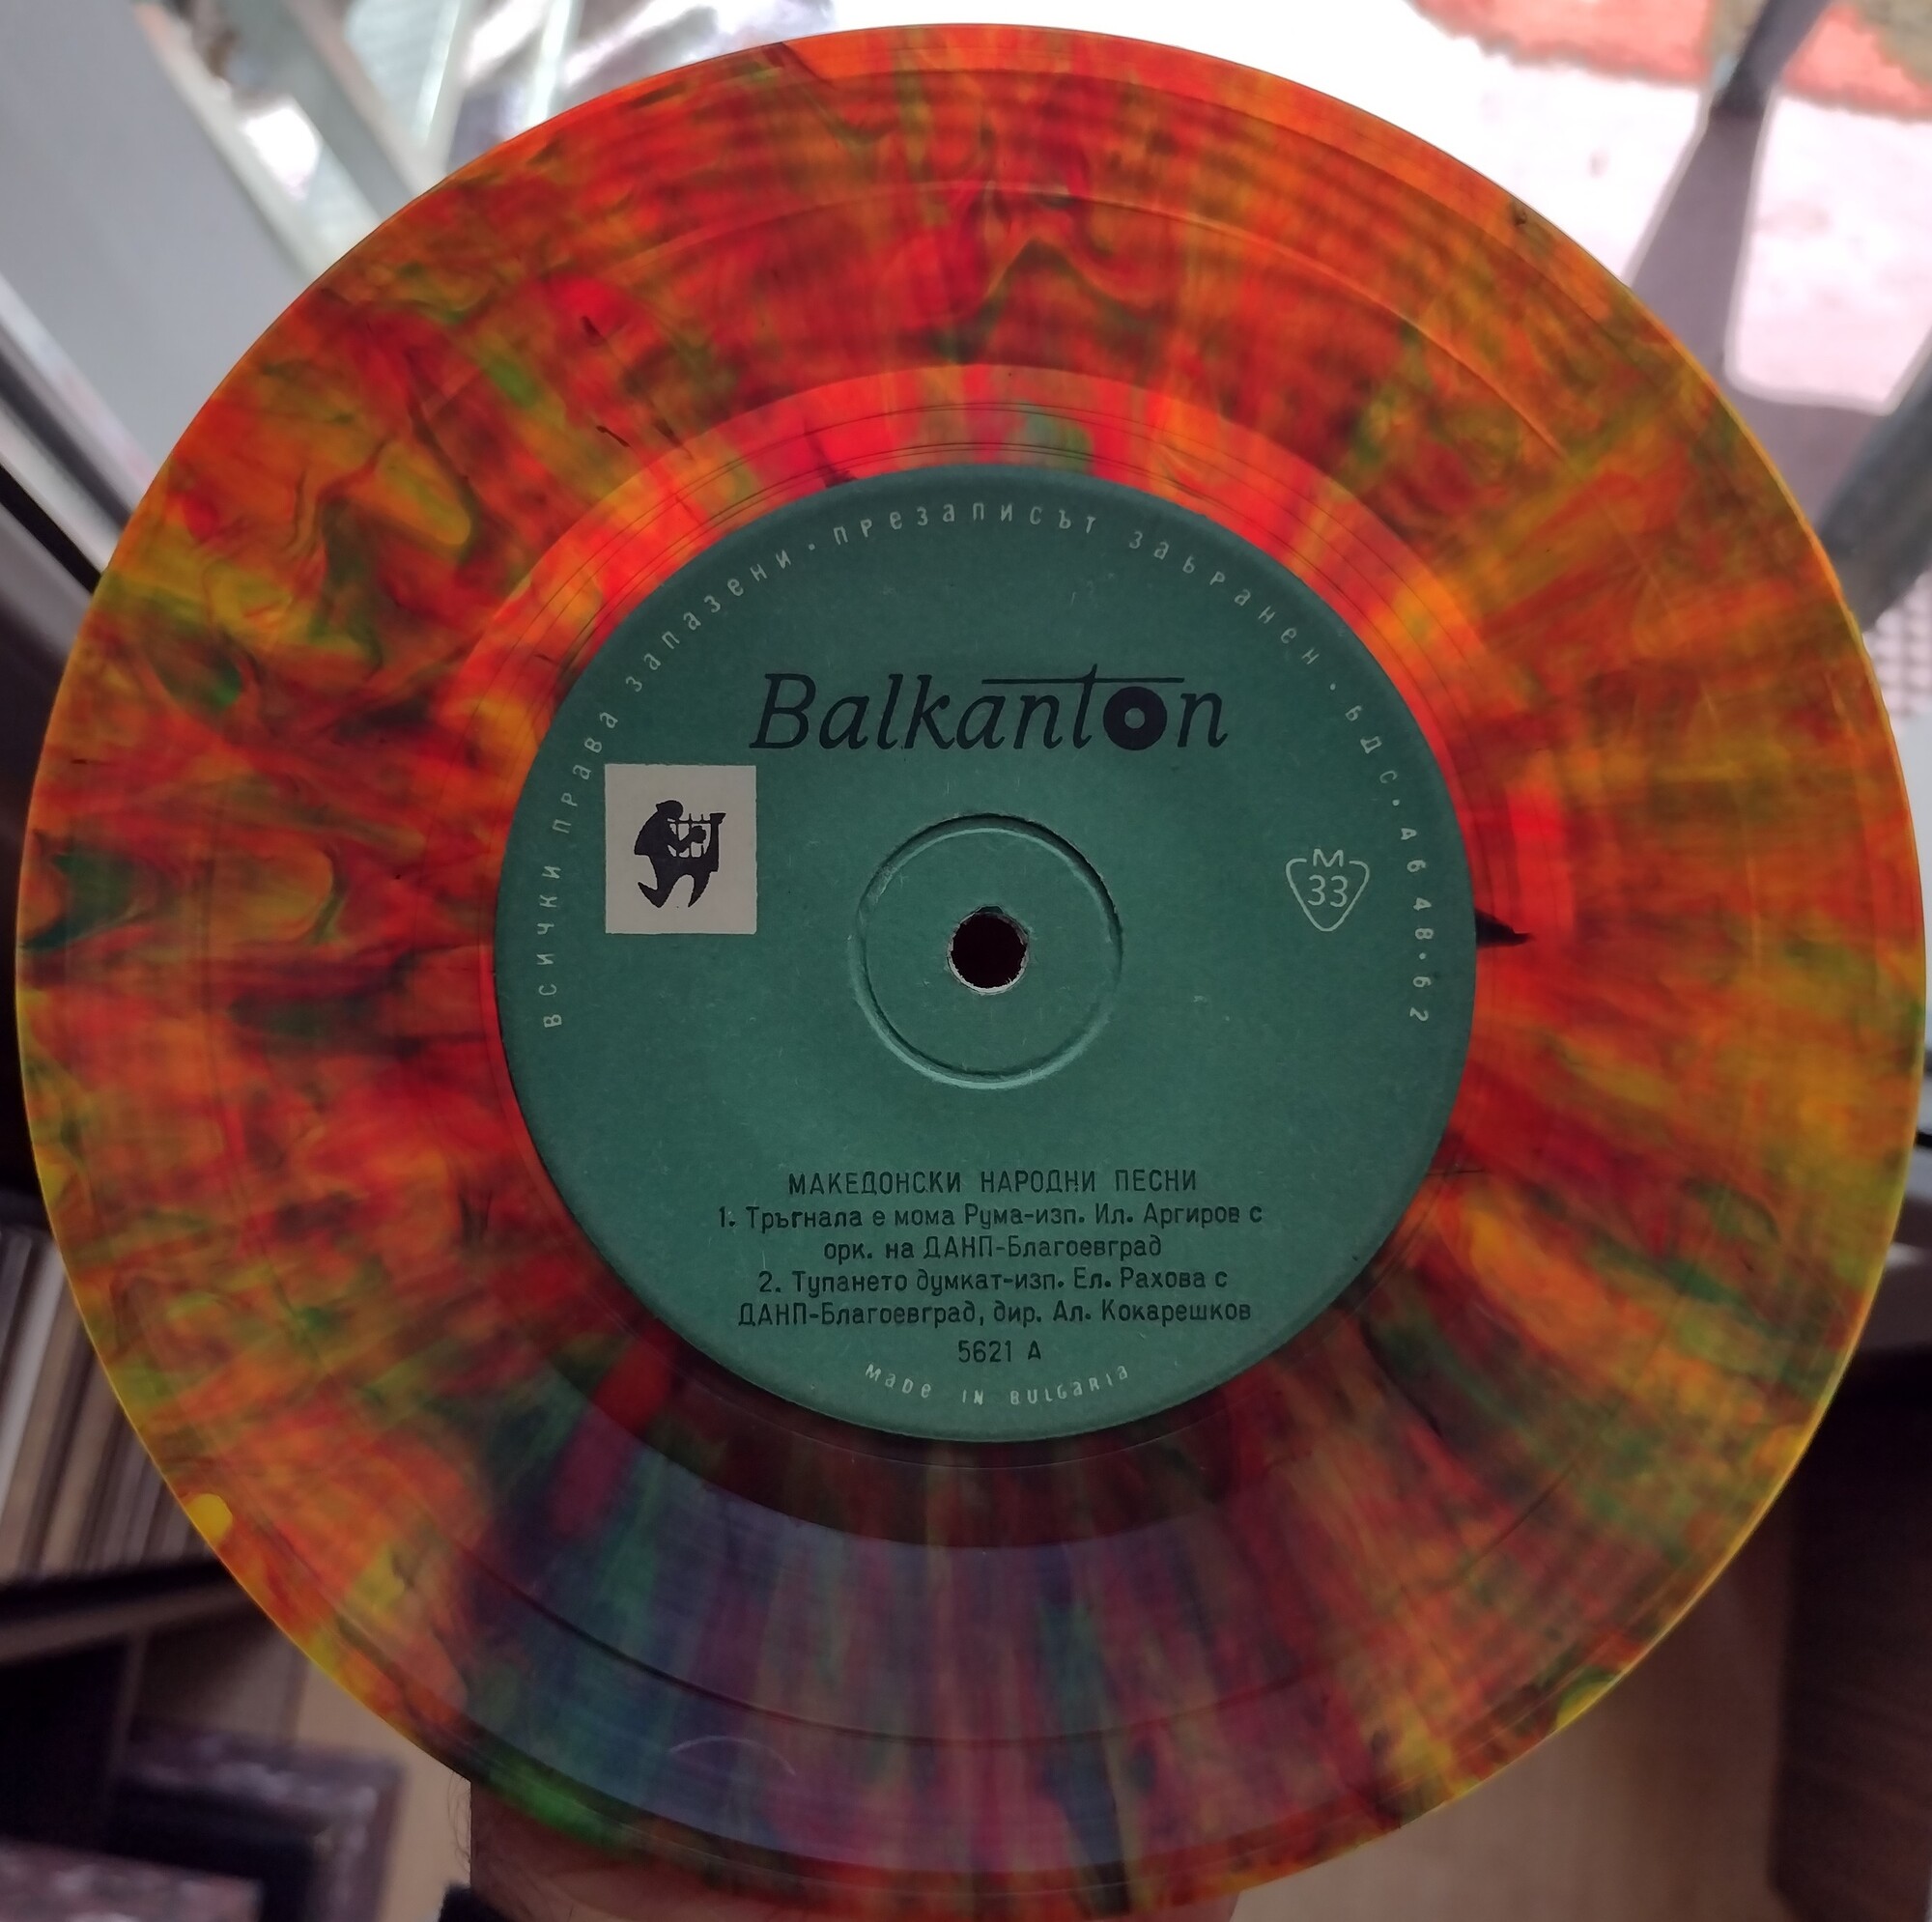 всички права запазени · презаписът забранен · бдс · 4648·62
Balkanton
М
33
МАКЕДОНСКИ НАРОДНИ ПЕСНИ
1. Тръгнала е мома Рума-изп. Ил. Аргиров с
орк. на ДАНП-Благоевград
2. Тупането думкат-изп. Ел. Рахова с
ДАНП-Благоевград, дир. Ал. Кокарешков
5621 А
MaDe IN BULGaRIa